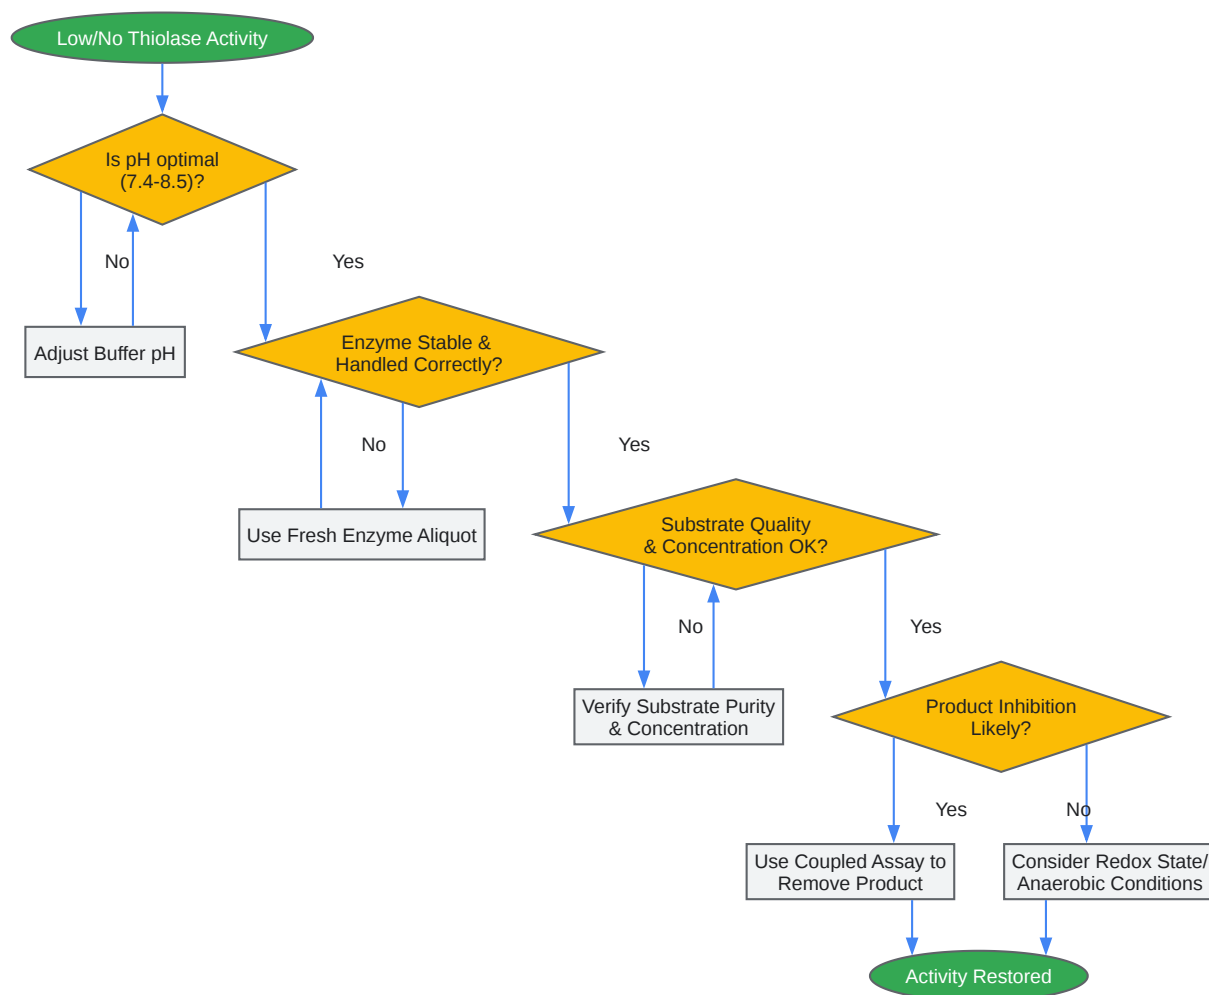 Low/No Thiolase Activity
Is pH optimal
(7.4-8.5)?
No
Yes
Adjust Buffer pH
Enzyme Stable &
Handled Correctly?
No
Yes
Use Fresh Enzyme Aliquot
Substrate Quality
& Concentration OK?
No
Yes
Verify Substrate Purity
& Concentration
Product Inhibition
Likely?
Yes
No
Use Coupled Assay to
Remove Product
Consider Redox State/
Anaerobic Conditions
Activity Restored